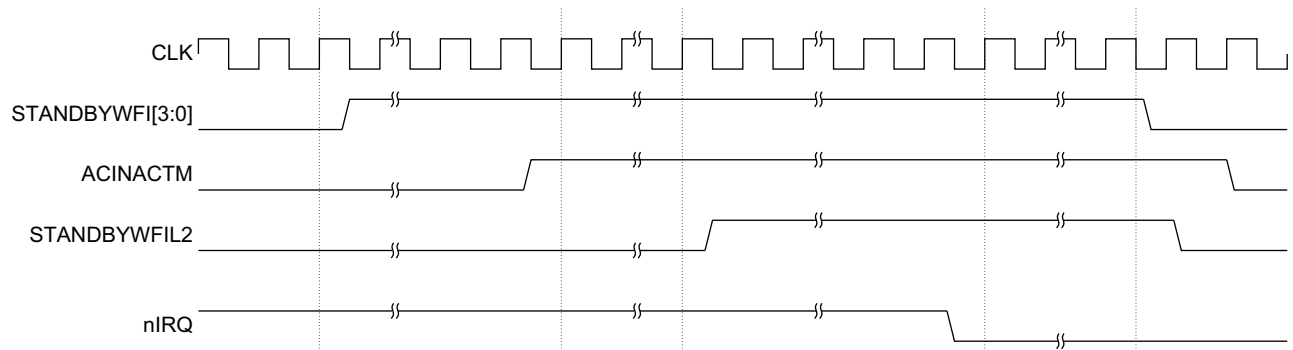 CLK
STANDBYWFI[3:0]
ACINACTM
STANDBYWFIL2
nIRQ